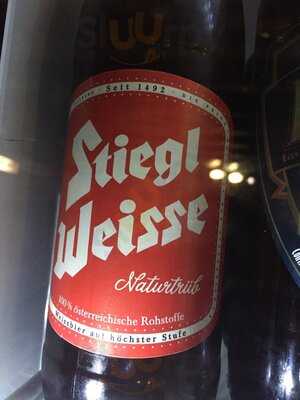 Seit 1492
Stiegl
Weisse
Naturtrüb
100% österreichische Rohstoffe
Weissbier auf höchster Stufe